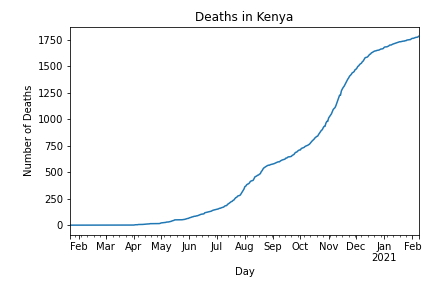 Deaths in Kenya
Number of Deaths
1750
1500
1250
1000
750
500
250
0
Feb Mar Apr May Jun Jul Aug Sep Oct Nov Dec Jan Feb
2021
Day